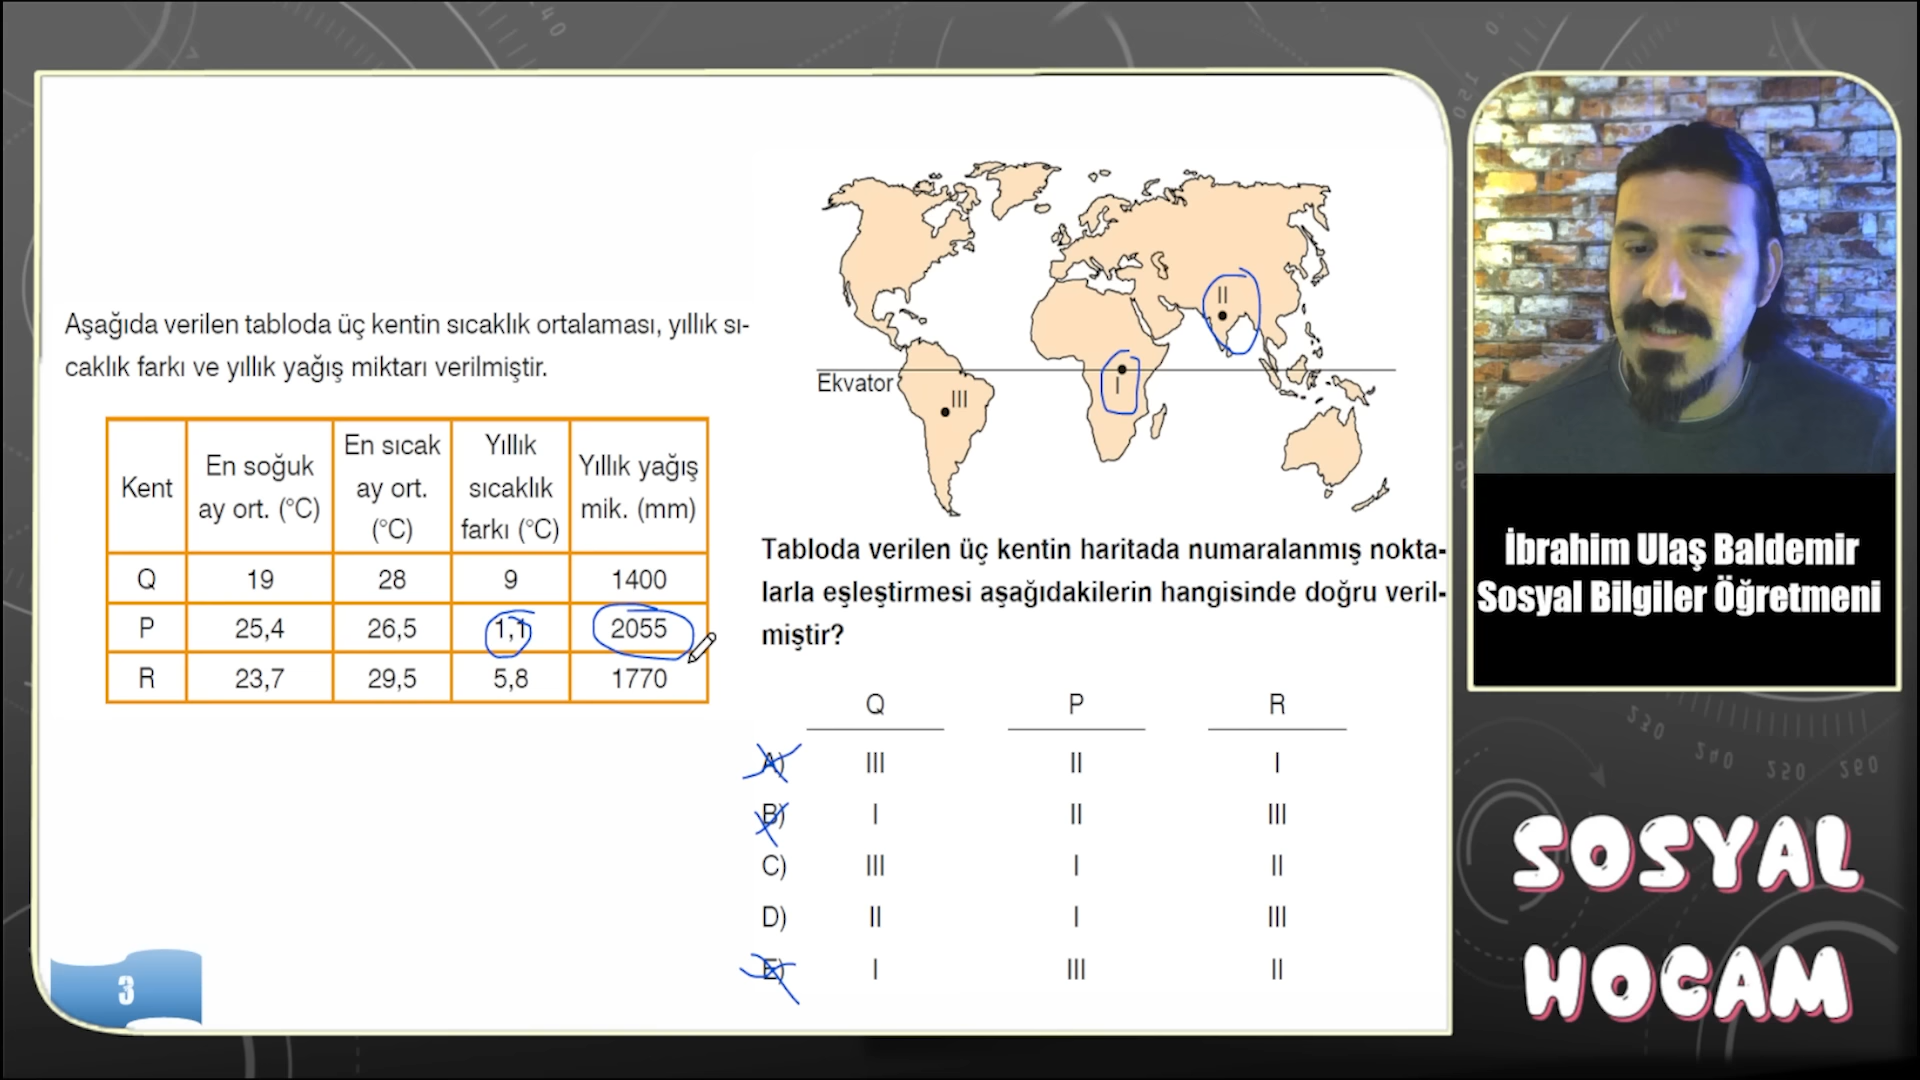 Aşağıda verilen tabloda üç kentin sıcaklık ortalaması, yıllık sı-
caklık farkı ve yıllık yağış miktarı verilmiştir.
Kent
En soğuk
ay ort. (°C)
En sıcak
ay ort.
(°C)
Yıllık
sıcaklık
farkı (°C)
Yıllık yağış
mik. (mm)
Q 19 28 9 1400
P 25,4 26,5 1,1 2055
R 23,7 29,5 5,8 1770
3
II
Ekvator
I
III
Tabloda verilen üç kentin haritada numaralanmış nokta-
larla eşleştirmesi aşağıdakilerin hangisinde doğru veril-
miştir?
Q P R
A) III II I
B) I II III
C) III I II
D) II I III
E) I III II
İbrahim Ulaş Baldemir
Sosyal Bilgiler Öğretmeni
230 240 250 260
SOSYAL
HOCAM